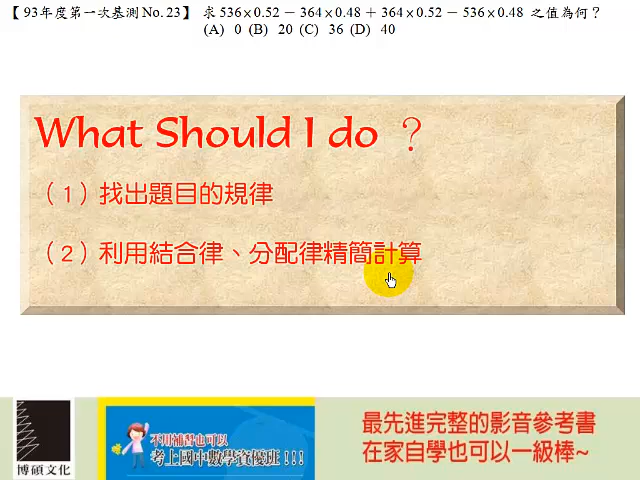 【 93年度第一次基測 No. 23】 求 536×0.52 − 364×0.48 + 364×0.52 − 536×0.48 之值為何？
(A) 0 (B) 20 (C) 36 (D) 40
What Should I do ？
（1）找出題目的規律
（2）利用結合律、分配律精簡計算
博碩文化
不用補習也可以
考上國中數學資優班!!!
最先進完整的影音參考書
在家自學也可以一級棒~